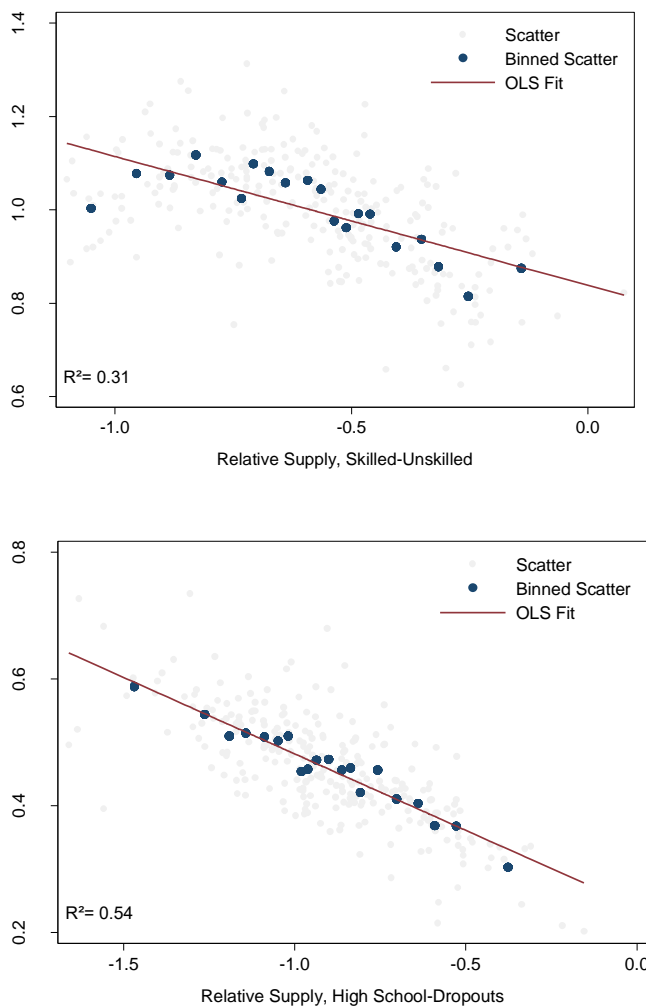 1.4
Scatter
Binned Scatter
OLS Fit
1.2
1.0
0.8
0.6
R²= 0.31
-1.0 -0.5 0.0
Relative Supply, Skilled-Unskilled
0.8
Scatter
Binned Scatter
OLS Fit
0.6
0.4
0.2
R²= 0.54
-1.5 -1.0 -0.5 0.0
Relative Supply, High School-Dropouts